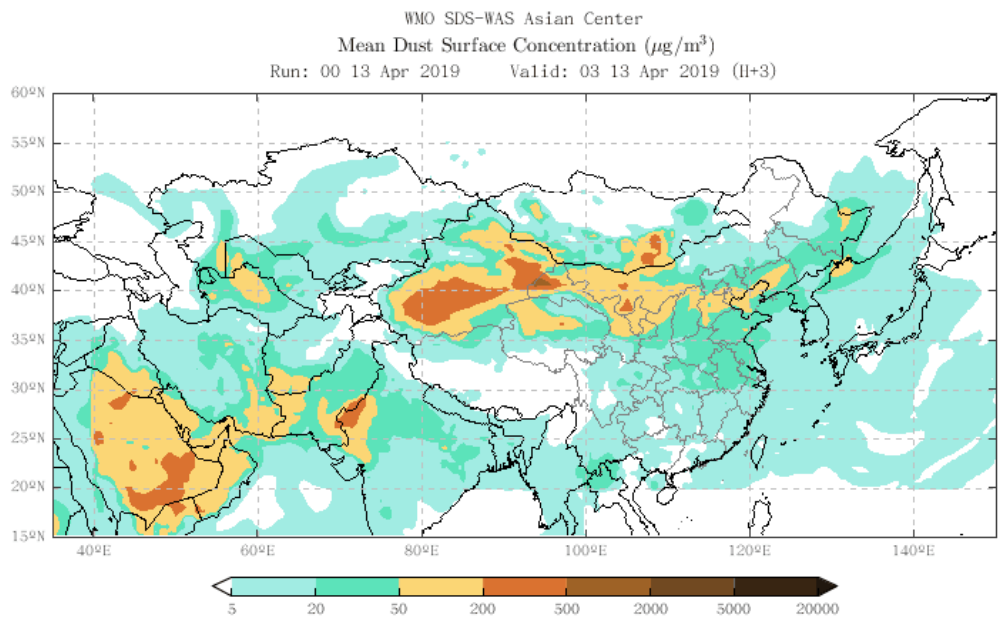 WMO SDS-WAS Asian Center
Mean Dust Surface Concentration (μg/m³)
Run: 00 13 Apr 2019 Valid: 03 13 Apr 2019 (H+3)
60ºN
55ºN
50ºN
45ºN
40ºN
35ºN
30ºN
25ºN
20ºN
15ºN
40ºE 60ºE 80ºE 100ºE 120ºE 140ºE
5 20 50 200 500 2000 5000 20000